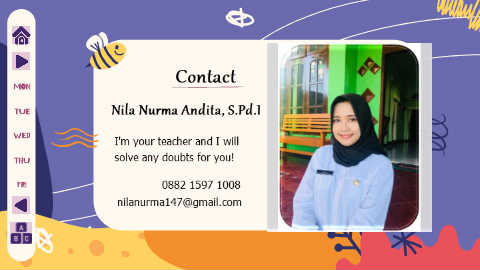 Contact
Nila Nurma Andita, S.Pd.I
I'm your teacher and I will
solve any doubts for you!
0882 1597 1008
nilanurma147@gmail.com
MON
TUE
WED
THU
FRI
A
B C